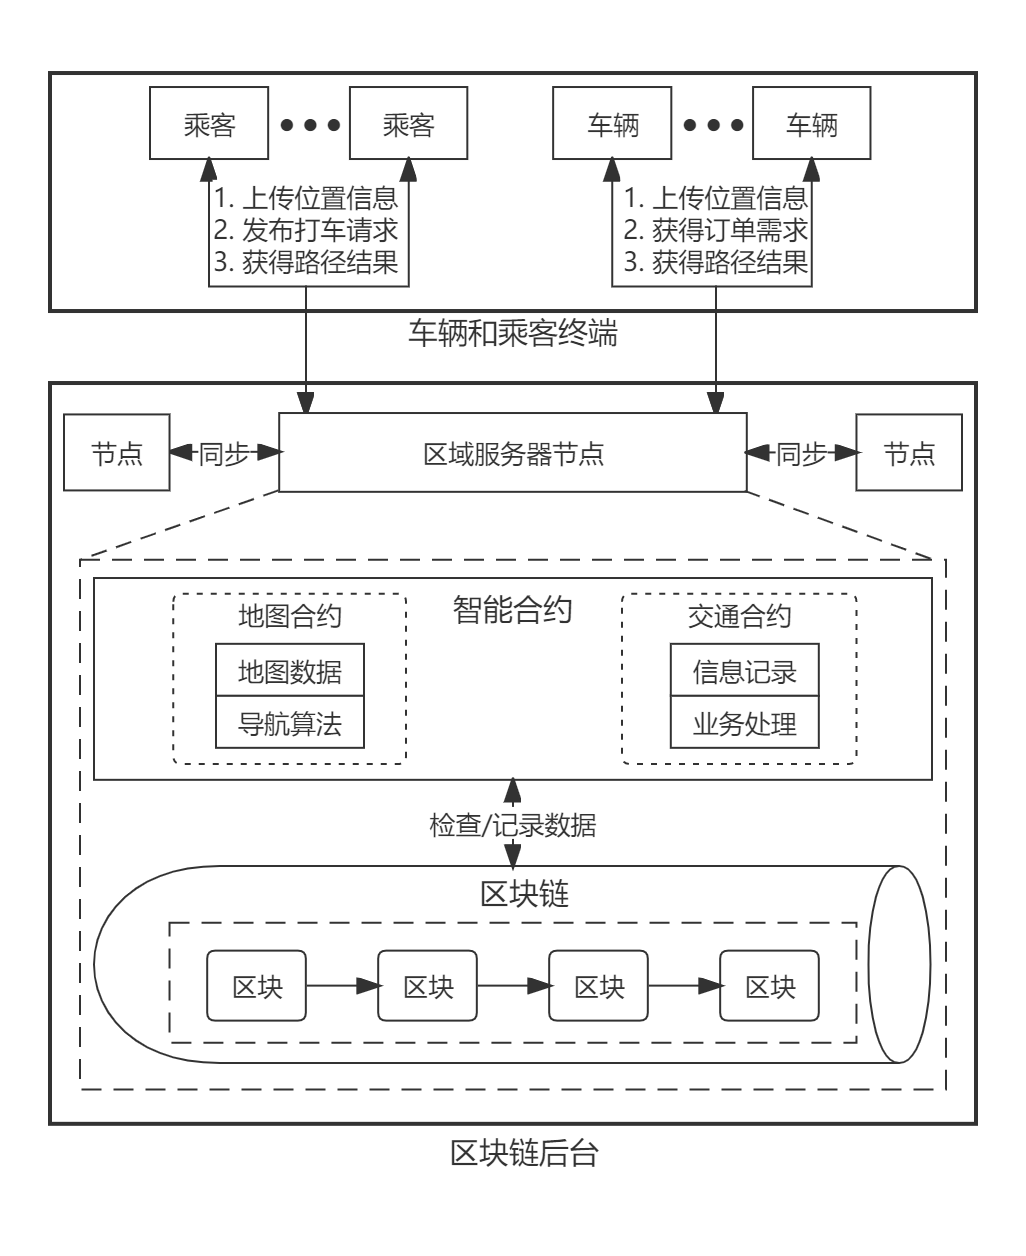 乘客
乘客
车辆
车辆
1. 上传位置信息
2. 发布打车请求
3. 获得路径结果
1. 上传位置信息
2. 获得订单需求
3. 获得路径结果
车辆和乘客终端
节点
同步
区域服务器节点
同步
节点
智能合约
地图合约
地图数据
导航算法
交通合约
信息记录
业务处理
检查/记录数据
区块链
区块
区块
区块
区块
区块链后台